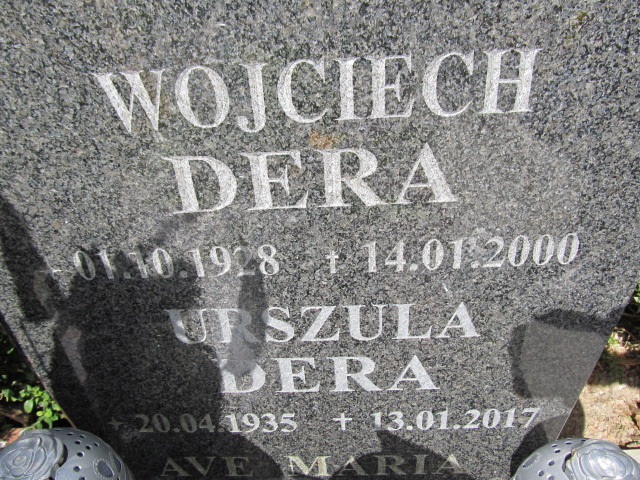 WOJCIECH
DERA
* 01.10.1928 + 14.01.2000
URSZULA
DERA
* 20.04.1935 + 13.01.2017
AVE MARIA